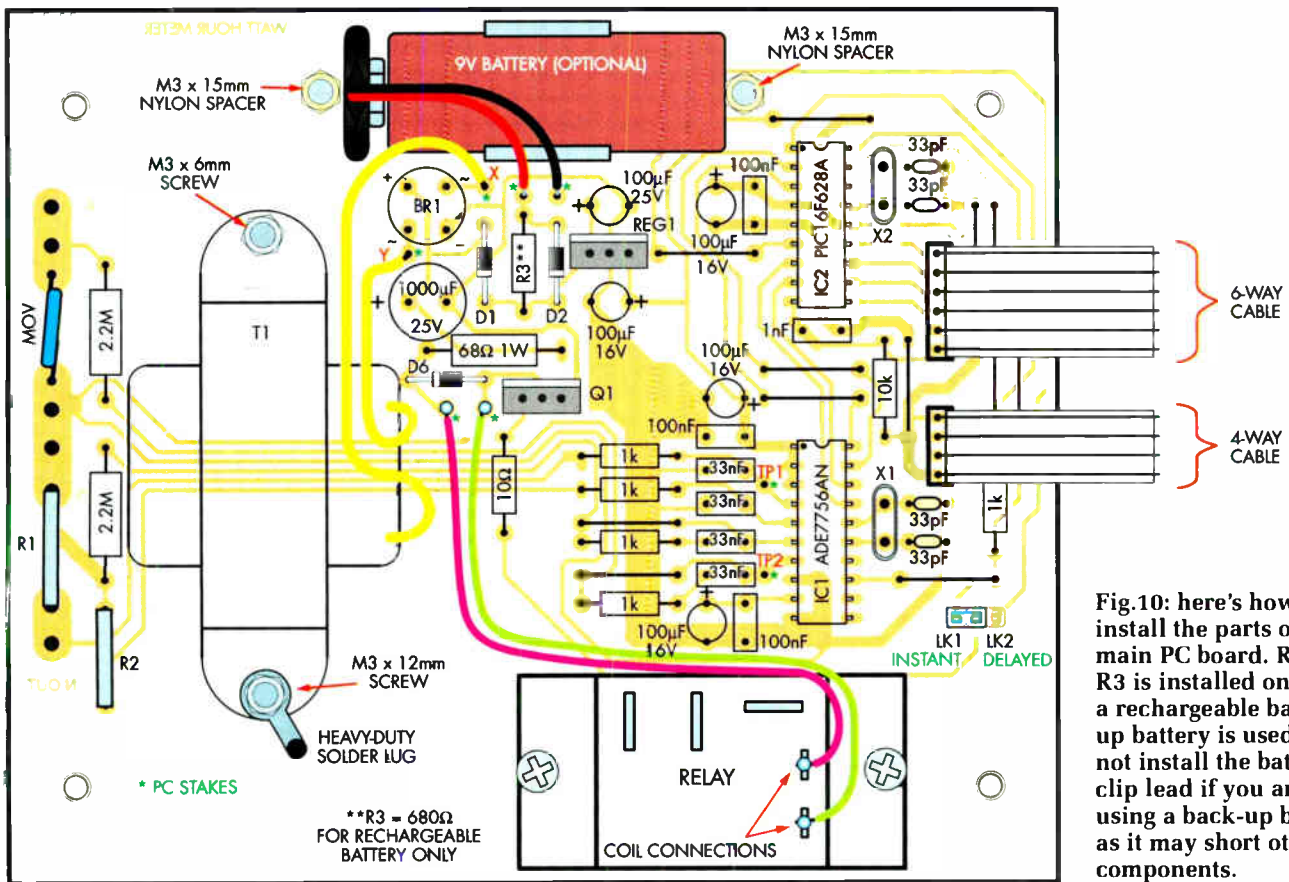 WATT HOUR METER
M3 x 15mm
NYLON SPACER
M3 x 15mm
NYLON SPACER
9V BATTERY (OPTIONAL)
M3 x 6mm
SCREW
X
+
~
BR1
~
–
Y
*
*
*
100µF
25V
+
REG1
+
100nF
100µF
16V
IC2 PIC16F628A
33pF
33pF
X2
6-WAY
CABLE
MOV
2.2M
T1
+
1000µF
25V
D1
R3**
D2
+
100µF
16V
1nF
68Ω 1W
100µF
16V
+
10k
D6
Q1
*
*
4-WAY
CABLE
2.2M
10Ω
100nF
1k
33nF
TP1
*
1k
33nF
1k
33nF
TP2
*
33nF
1k
+
100µF
16V
100nF
IC1 ADE7756AN
X1
33pF
33pF
1k
R1
R2
N OUT
LK1
LK2
INSTANT
DELAYED
M3 x 12mm
SCREW
HEAVY-DUTY
SOLDER LUG
* PC STAKES
**R3 = 680Ω
FOR RECHARGEABLE
BATTERY ONLY
RELAY
COIL CONNECTIONS
Fig.10: here's how
install the parts o
main PC board. R
R3 is installed on
a rechargeable ba
up battery is used
not install the bat
clip lead if you ar
using a back-up b
as it may short ot
components.